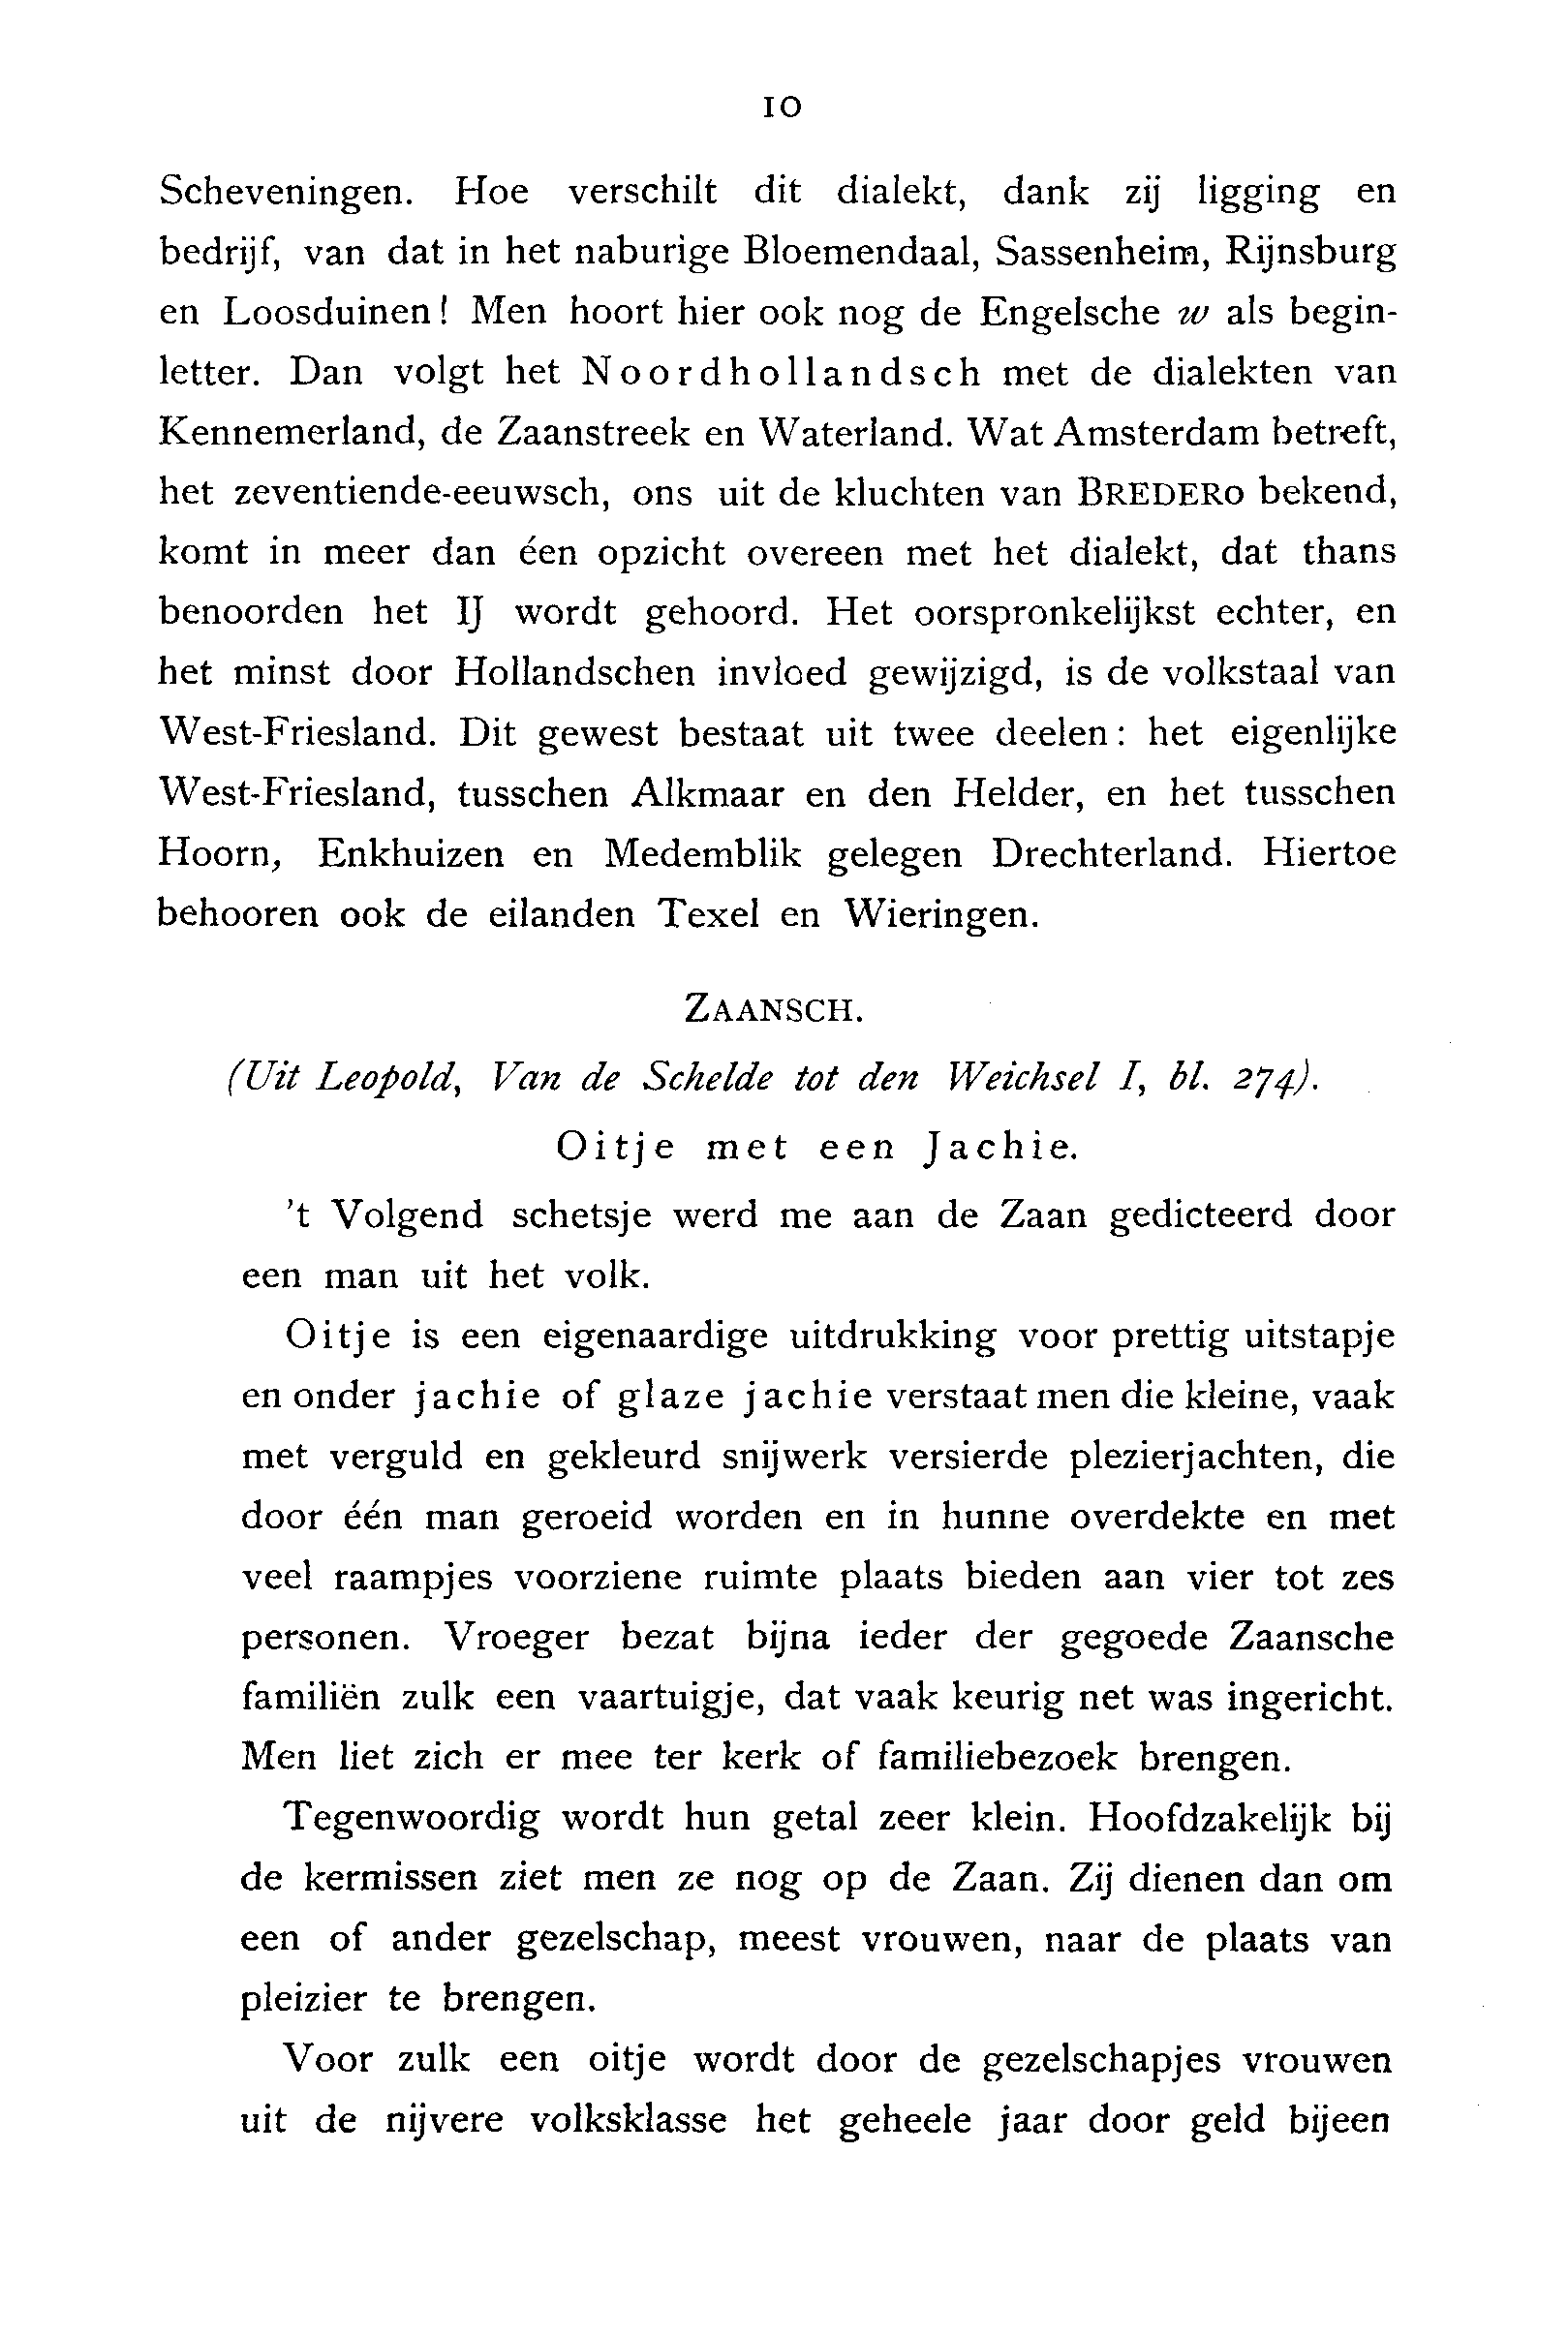 10
Scheveningen. Hoe verschilt dit dialekt, dank zij ligging en
bedrijf, van dat in het naburige Bloemendaal, Sassenheim, Rijnsburg
en Loosduinen! Men hoort hier ook nog de Engelsche w als begin-
letter. Dan volgt het Noordhollandsch met de dialekten van
Kennemerland, de Zaanstreek en Waterland. Wat Amsterdam betreft,
het zeventiende-eeuwsch, ons uit de kluchten van BREDERO bekend,
komt in meer dan één opzicht overeen met het dialekt, dat thans
benoorden het IJ wordt gehoord. Het oorspronkelijkst echter, en
het minst door Hollandschen invloed gewijzigd, is de volkstaal van
West-Friesland. Dit gewest bestaat uit twee deelen: het eigenlijke
West-Friesland, tusschen Alkmaar en den Helder, en het tusschen
Hoorn, Enkhuizen en Medemblik gelegen Drechterland. Hiertoe
behooren ook de eilanden Texel en Wieringen.
ZAANSCH.
(Uit Leopold, Van de Schelde tot den Weichsel I, bl. 274).
Oitje met een Jachie.
't Volgend schetsje werd me aan de Zaan gedicteerd door
een man uit het volk.
Oitje is een eigenaardige uitdrukking voor prettig uitstapje
en onder jachie of glaze jachie verstaat men die kleine, vaak
met verguld en gekleurd snijwerk versierde plezierjachten, die
door één man geroeid worden en in hunne overdekte en met
veel raampjes voorziene ruimte plaats bieden aan vier tot zes
personen. Vroeger bezat bijna ieder der gegoede Zaansche
familiën zulk een vaartuigje, dat vaak keurig net was ingericht.
Men liet zich er mee ter kerk of familiebezoek brengen.
Tegenwoordig wordt hun getal zeer klein. Hoofdzakelijk bij
de kermissen ziet men ze nog op de Zaan. Zij dienen dan om
een of ander gezelschap, meest vrouwen, naar de plaats van
pleizier te brengen.
Voor zulk een oitje wordt door de gezelschapjes vrouwen
uit de nijvere volksklasse het geheele jaar door geld bijeen